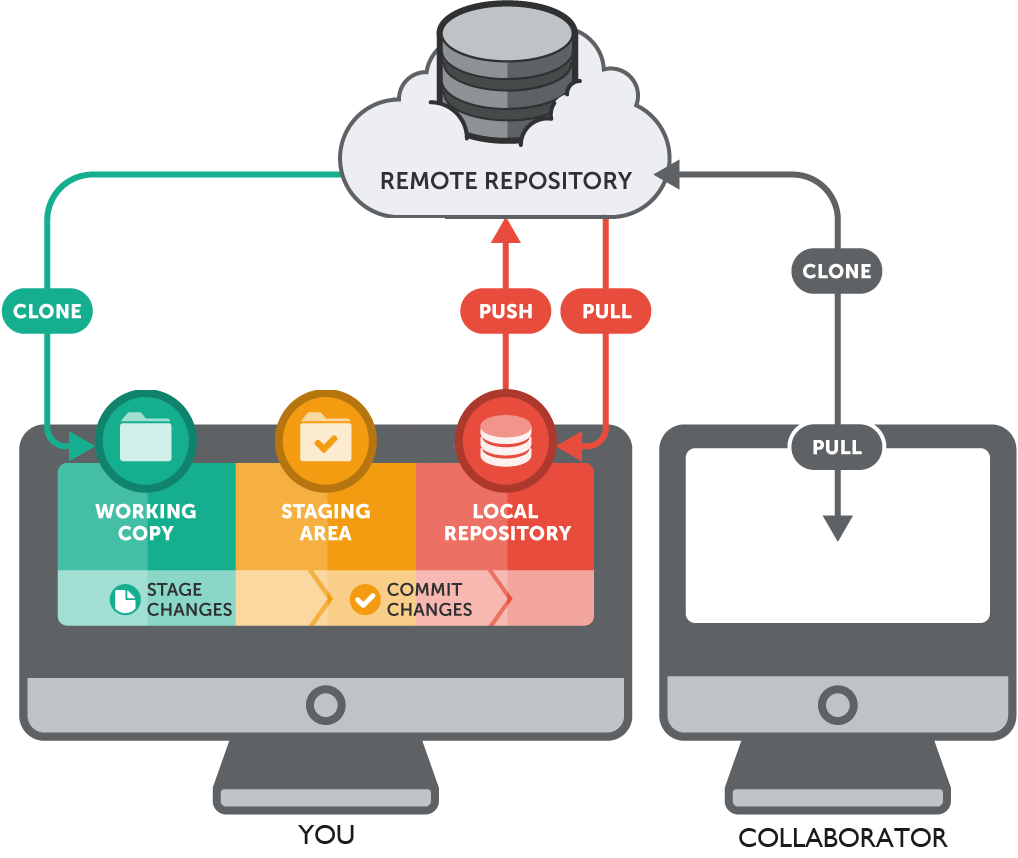 REMOTE REPOSITORY
CLONE
CLONE
PUSH
PULL
PULL
WORKING
COPY
STAGING
AREA
LOCAL
REPOSITORY
STAGE
CHANGES
COMMIT
CHANGES
YOU
COLLABORATOR